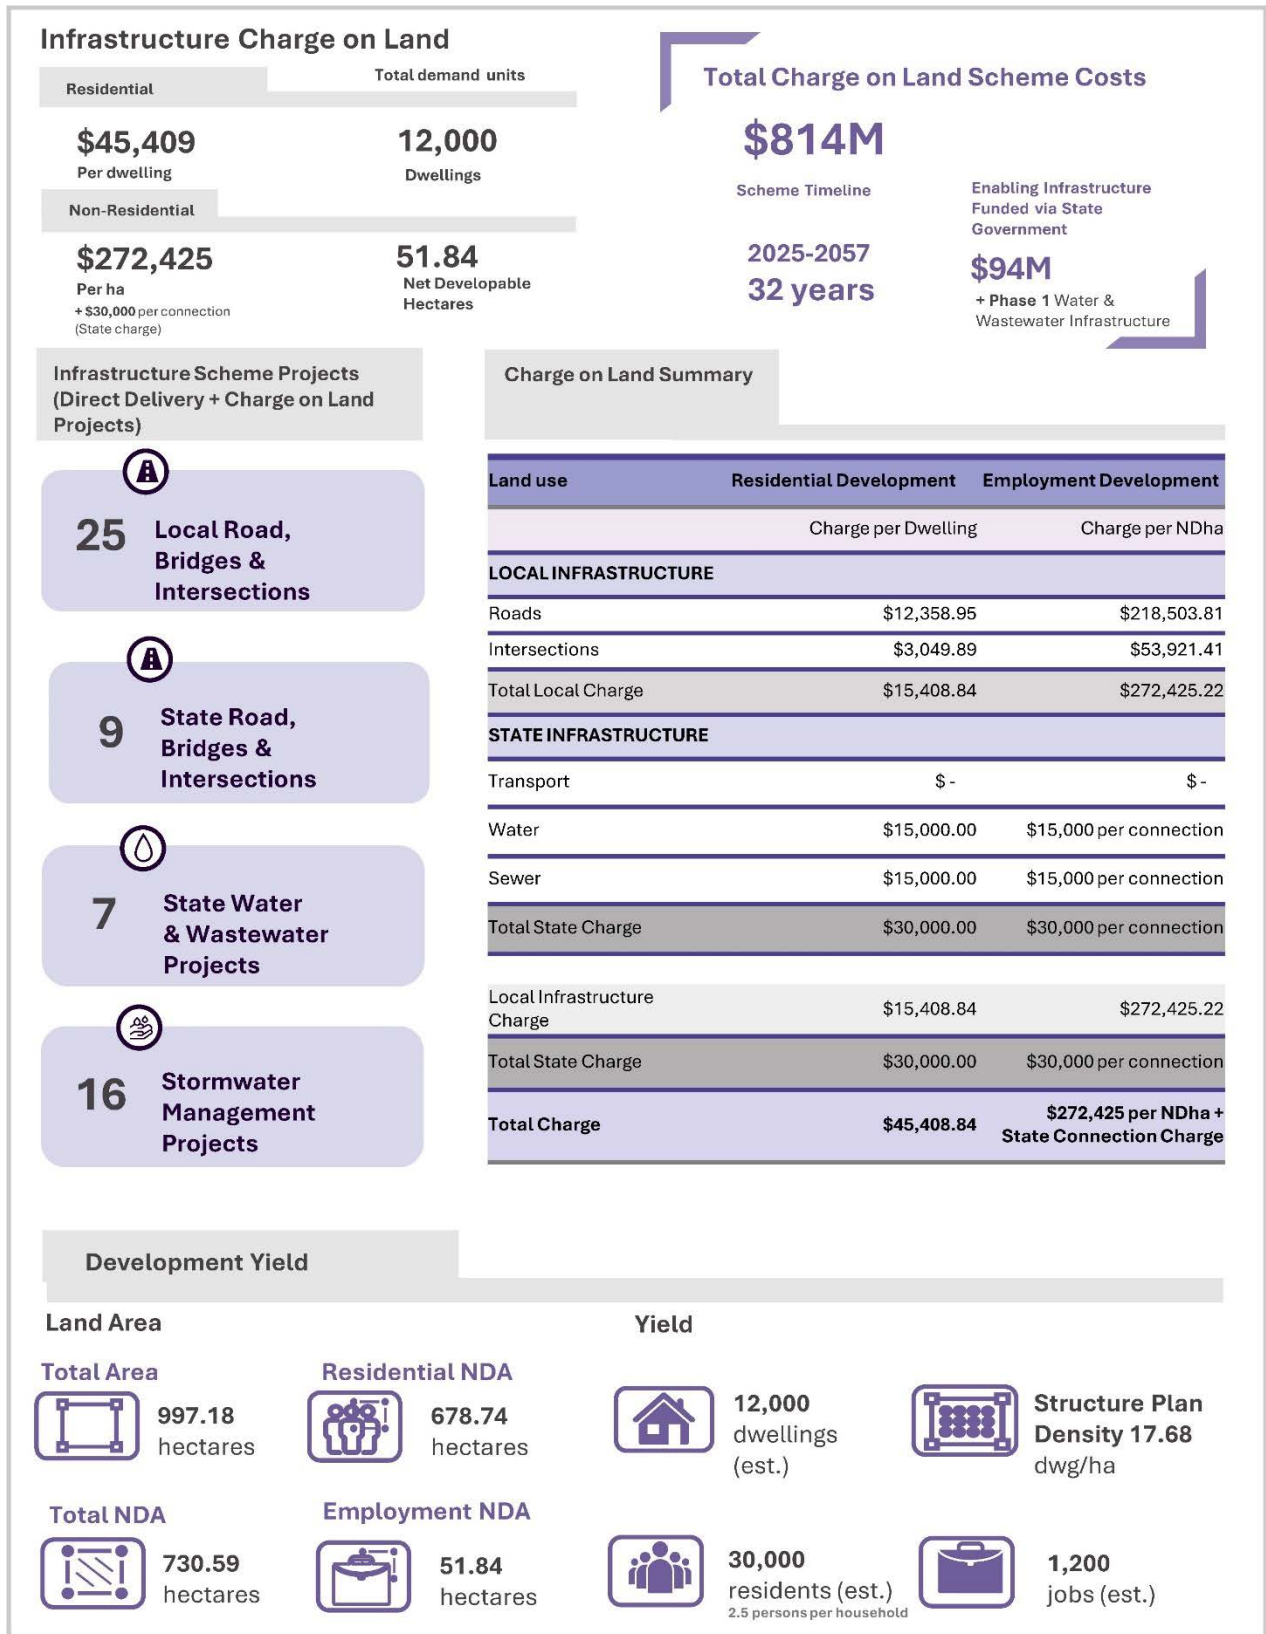 Infrastructure Charge on Land
Residential
Total demand units
$45,409
Per dwelling
12,000
Dwellings
Non-Residential
$272,425
Per ha
+ $30,000 per connection
(State charge)
51.84
Net Developable
Hectares
Total Charge on Land Scheme Costs
$814M
Scheme Timeline
2025-2057
32 years
Enabling Infrastructure
Funded via State
Government
$94M
+ Phase 1 Water &
Wastewater Infrastructure
Infrastructure Scheme Projects
(Direct Delivery + Charge on Land
Projects)
25
Local Road,
Bridges &
Intersections
9
State Road,
Bridges &
Intersections
7
State Water
& Wastewater
Projects
16
Stormwater
Management
Projects
Charge on Land Summary
Land use Residential Development Employment Development
Charge per Dwelling Charge per NDha
LOCAL INFRASTRUCTURE
Roads $12,358.95 $218,503.81
Intersections $3,049.89 $53,921.41
Total Local Charge $15,408.84 $272,425.22
STATE INFRASTRUCTURE
Transport $ - $ -
Water $15,000.00 $15,000 per connection
Sewer $15,000.00 $15,000 per connection
Total State Charge $30,000.00 $30,000 per connection
Local Infrastructure
Charge $15,408.84 $272,425.22
Total State Charge $30,000.00 $30,000 per connection
Total Charge $45,408.84 $272,425 per NDha +
State Connection Charge
Development Yield
Land Area
Total Area
997.18
hectares
Residential NDA
678.74
hectares
Total NDA
730.59
hectares
Employment NDA
51.84
hectares
Yield
12,000
dwellings
(est.)
Structure Plan
Density 17.68
dwg/ha
30,000
residents (est.)
2.5 persons per household
1,200
jobs (est.)